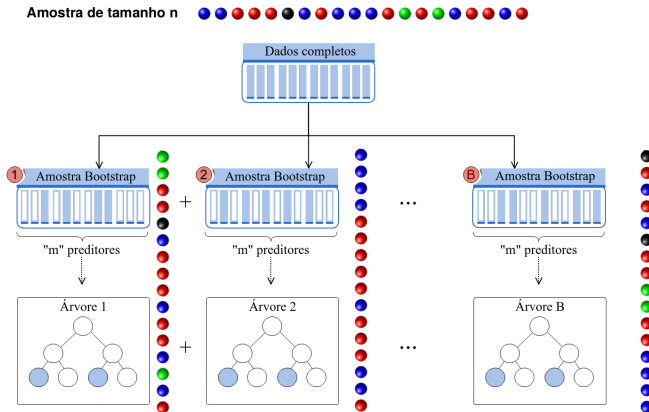 Amostra de tamanho n
Dados completos
1 Amostra Bootstrap
+
2 Amostra Bootstrap
...
B Amostra Bootstrap
"m" preditores
"m" preditores
"m" preditores
Árvore 1
+
Árvore 2
...
Árvore B